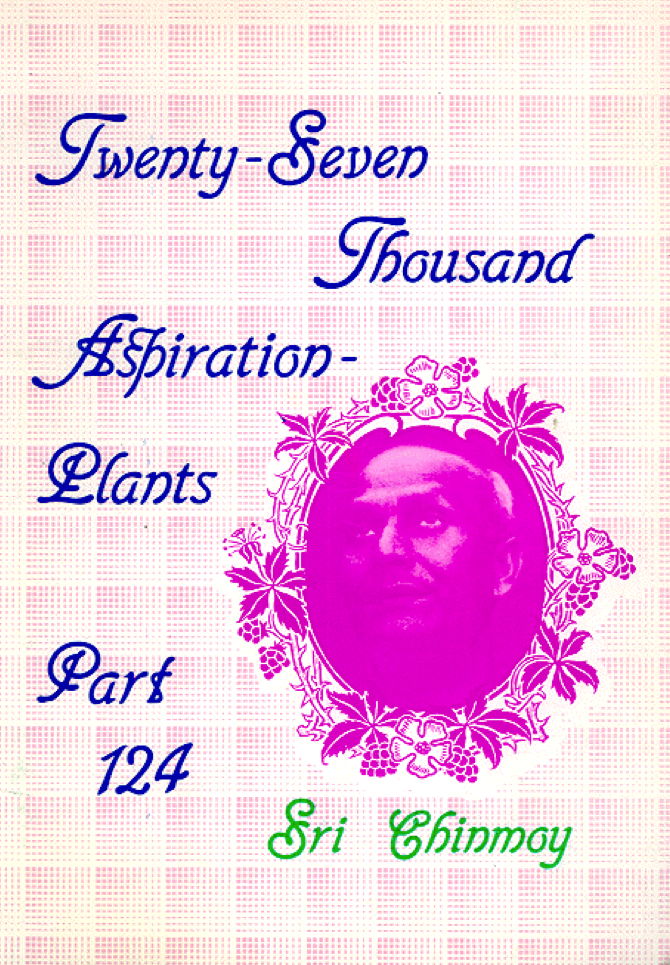 Twenty-Seven
Thousand
Aspiration-
Plants
Part
124
Sri Chinmoy